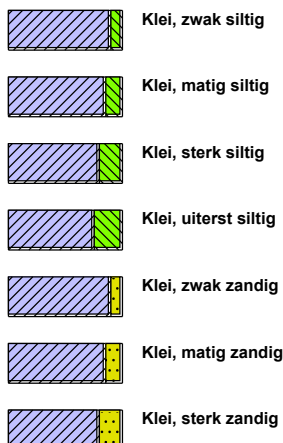 Klei, zwak siltig
Klei, matig siltig
Klei, sterk siltig
Klei, uiterst siltig
Klei, zwak zandig
Klei, matig zandig
Klei, sterk zandig